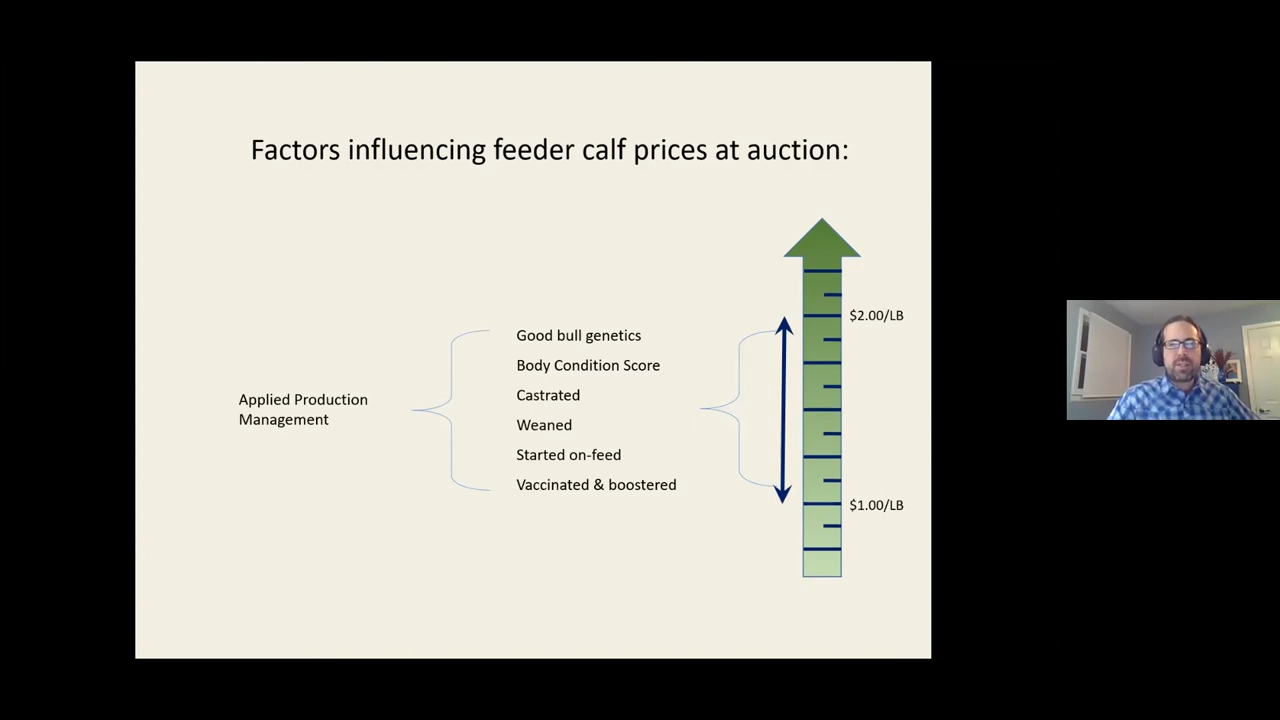 Factors influencing feeder calf prices at auction:
Applied Production
Management
Good bull genetics
Body Condition Score
Castrated
Weaned
Started on-feed
Vaccinated & boostered
$2.00/LB
$1.00/LB